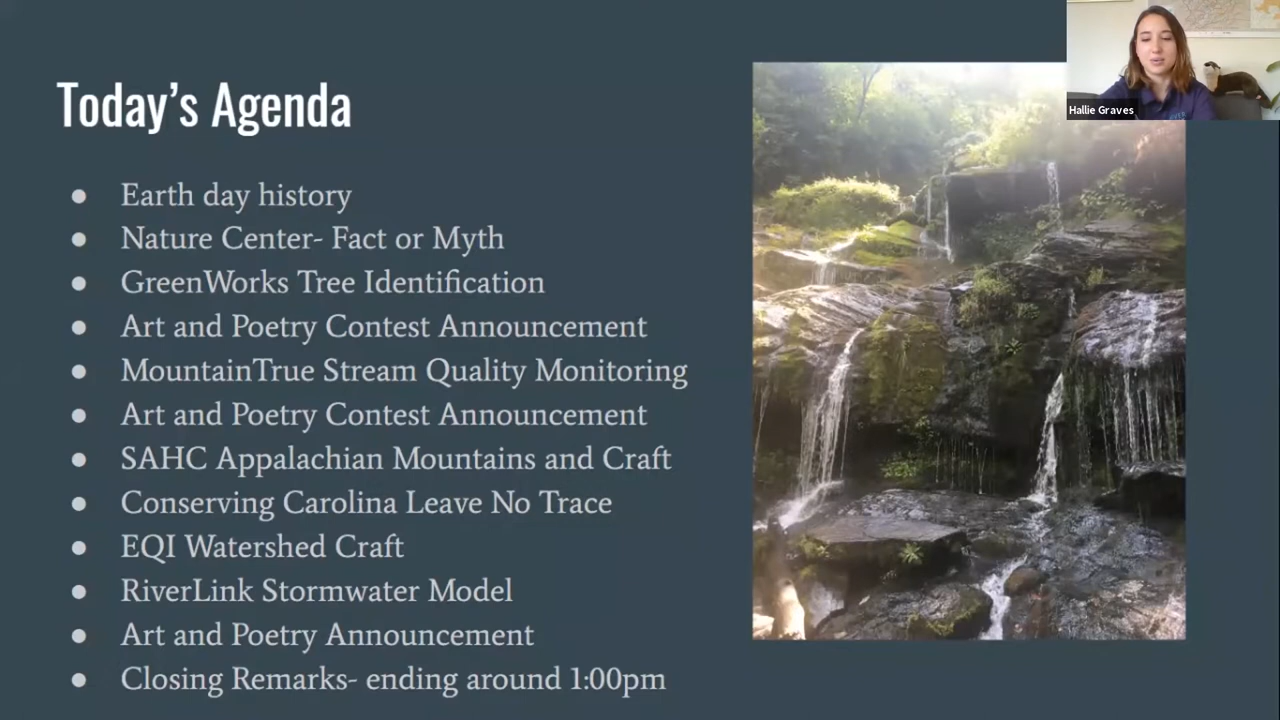 Hallie Graves
Today's Agenda
● Earth day history
● Nature Center- Fact or Myth
● GreenWorks Tree Identification
● Art and Poetry Contest Announcement
● MountainTrue Stream Quality Monitoring
● Art and Poetry Contest Announcement
● SAHC Appalachian Mountains and Craft
● Conserving Carolina Leave No Trace
● EQI Watershed Craft
● RiverLink Stormwater Model
● Art and Poetry Announcement
● Closing Remarks- ending around 1:00pm